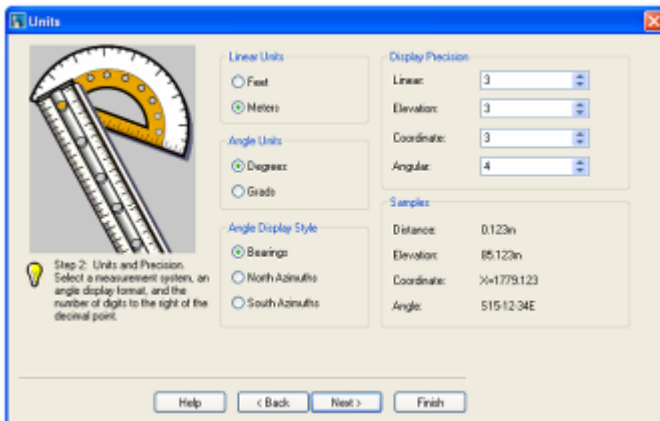 Units
Linear Units
Feet
Meters
Angle Units
Degrees
Grads
Angle Display Style
Bearings
North Azimuths
South Azimuths
Display Precision
Linear: 3
Elevation: 3
Coordinate: 3
Angular: 4
Samples
Distance: 0.123m
Elevation: 85.123m
Coordinate: X=1779.123
Angle: S15-12-34E
Step 2: Units and Precision.
Select a measurement system, an
angle display format, and the
number of digits to the right of the
decimal point.
Help
< Back
Next >
Finish